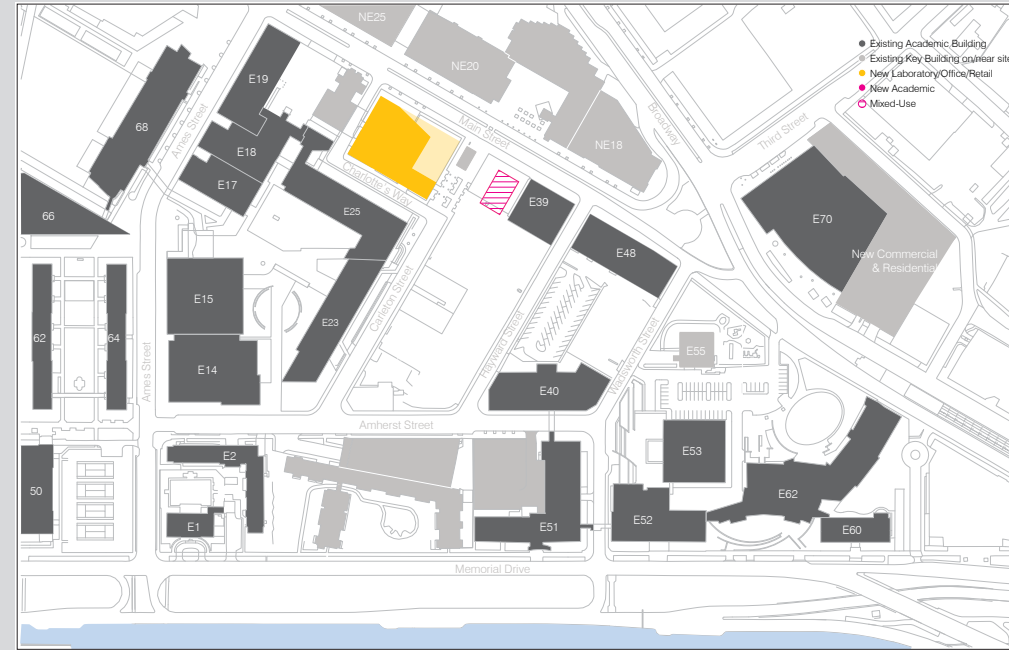 NE25
Existing Academic Building
Existing Key Building on/near site
New Laboratory/Office/Retail
New Academic
Mixed-Use
NE20
E19
68
Ames Street
Main Street
Broadway
Third Street
NE18
E18
Charlotte's Way
E17
E25
E39
66
E70
E48
New Commercial
& Residential
E15
Carleton Street
E23
62
64
Hayward Street
Wadsworth Street
E55
Ames Street
E14
E40
Amherst Street
E2
E53
50
E62
E1
E51
E52
E60
Memorial Drive